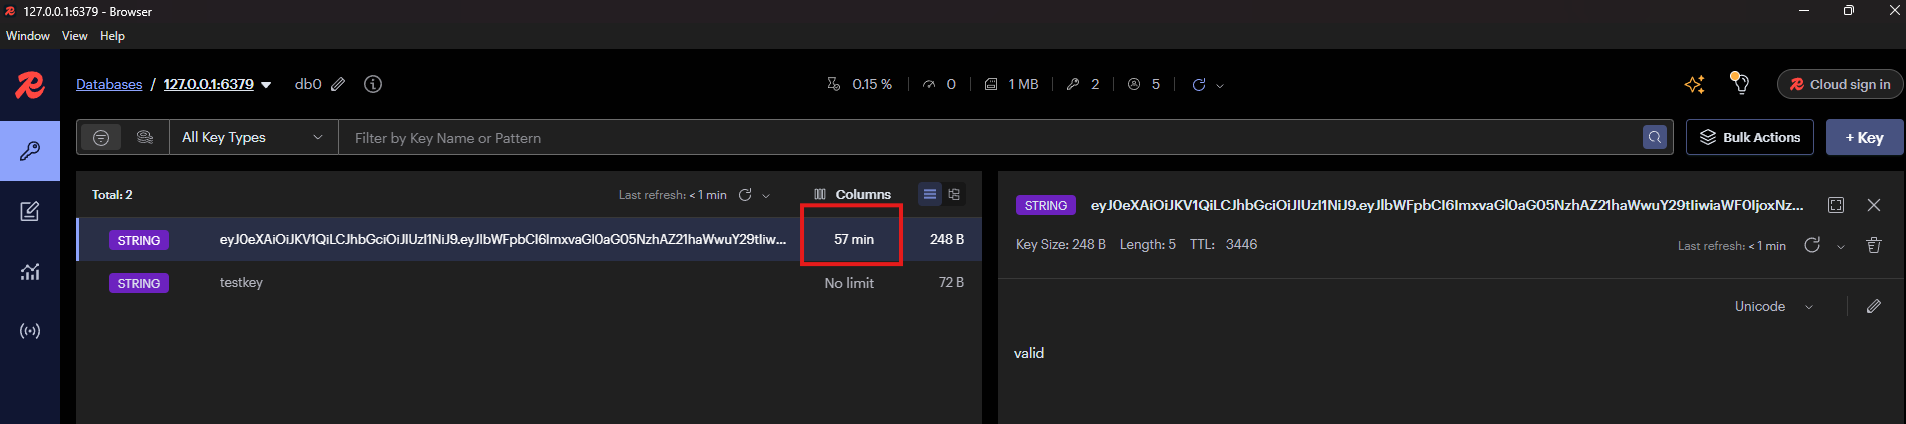 127.0.0.1:6379 - Browser
Window View Help
Databases / 127.0.0.1:6379 db0 0.15 % 0 1 MB 2 5 Cloud sign in
All Key Types Filter by Key Name or Pattern Bulk Actions + Key
Total: 2 Last refresh: < 1 min Columns
STRING eyJ0eXAiOiJKV1QiLCJhbGciOiJIUzI1NiJ9.eyJlbWFpbCI6ImxvaGl0aG05NzhAZ21haWwuY29tIiw... 57 min 248 B
STRING testkey No limit 72 B
STRING eyJ0eXAiOiJKV1QiLCJhbGciOiJIUzI1NiJ9.eyJlbWFpbCI6ImxvaGl0aG05NzhAZ21haWwuY29tIiwiaWF0IjoxNz...
Key Size: 248 B Length: 5 TTL: 3446 Last refresh: < 1 min
Unicode
valid